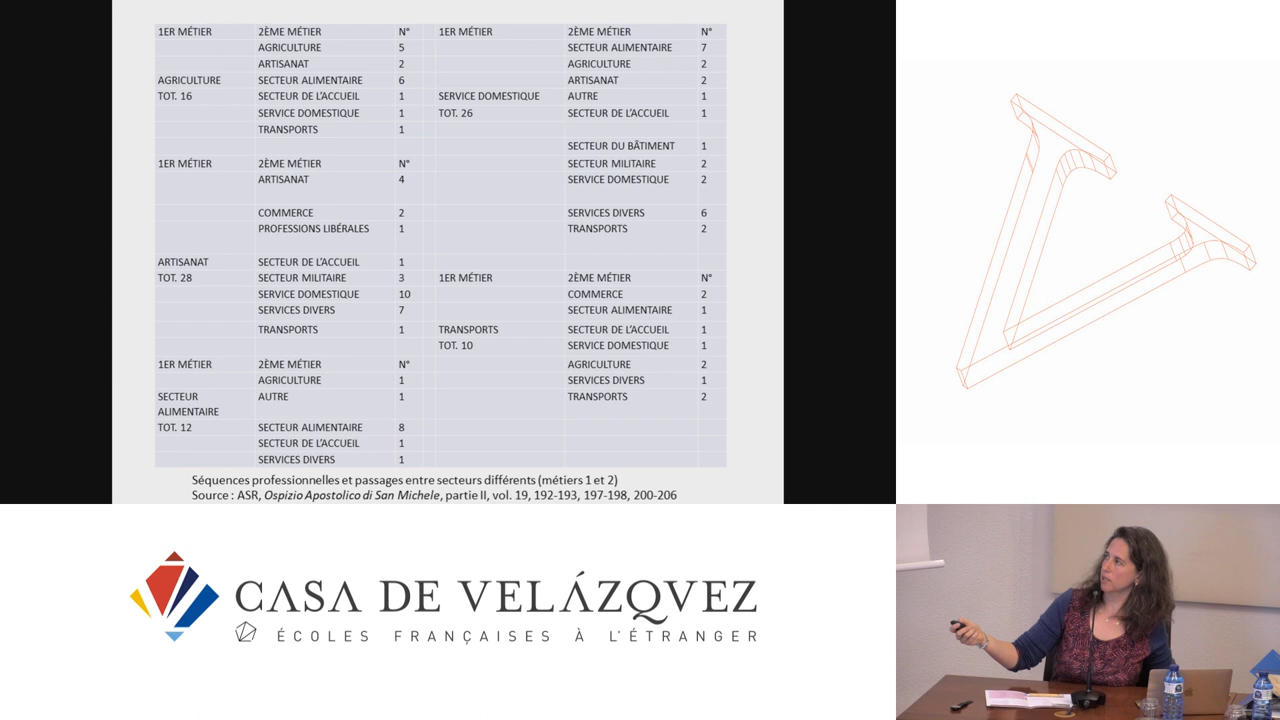 1ER MÉTIER 2ÈME MÉTIER N°
AGRICULTURE 5
ARTISANAT 2
AGRICULTURE SECTEUR ALIMENTAIRE 6
TOT. 16 SECTEUR DE L'ACCUEIL 1
SERVICE DOMESTIQUE 1
TRANSPORTS 1
1ER MÉTIER 2ÈME MÉTIER N°
ARTISANAT 4
COMMERCE 2
PROFESSIONS LIBÉRALES 1
ARTISANAT SECTEUR DE L'ACCUEIL 1
TOT. 28 SECTEUR MILITAIRE 3
SERVICE DOMESTIQUE 10
SERVICES DIVERS 7
TRANSPORTS 1
1ER MÉTIER 2ÈME MÉTIER N°
AGRICULTURE 1
SECTEUR AUTRE 1
ALIMENTAIRE
TOT. 12 SECTEUR ALIMENTAIRE 8
SECTEUR DE L'ACCUEIL 1
SERVICES DIVERS 1
1ER MÉTIER 2ÈME MÉTIER N°
SECTEUR ALIMENTAIRE 7
AGRICULTURE 2
ARTISANAT 2
SERVICE DOMESTIQUE AUTRE 1
TOT. 26 SECTEUR DE L'ACCUEIL 1
SECTEUR DU BÂTIMENT 1
SECTEUR MILITAIRE 2
SERVICE DOMESTIQUE 2
SERVICES DIVERS 6
TRANSPORTS 2
1ER MÉTIER 2ÈME MÉTIER N°
COMMERCE 2
SECTEUR ALIMENTAIRE 1
TRANSPORTS SECTEUR DE L'ACCUEIL 1
TOT. 10 SERVICE DOMESTIQUE 1
AGRICULTURE 2
SERVICES DIVERS 1
TRANSPORTS 2
Séquences professionnelles et passages entre secteurs différents (métiers 1 et 2)
Source : ASR, Ospizio Apostolico di San Michele, partie II, vol. 19, 192-193, 197-198, 200-206
CASA DE VELÁZQVEZ
ÉCOLES FRANÇAISES À L'ÉTRANGER